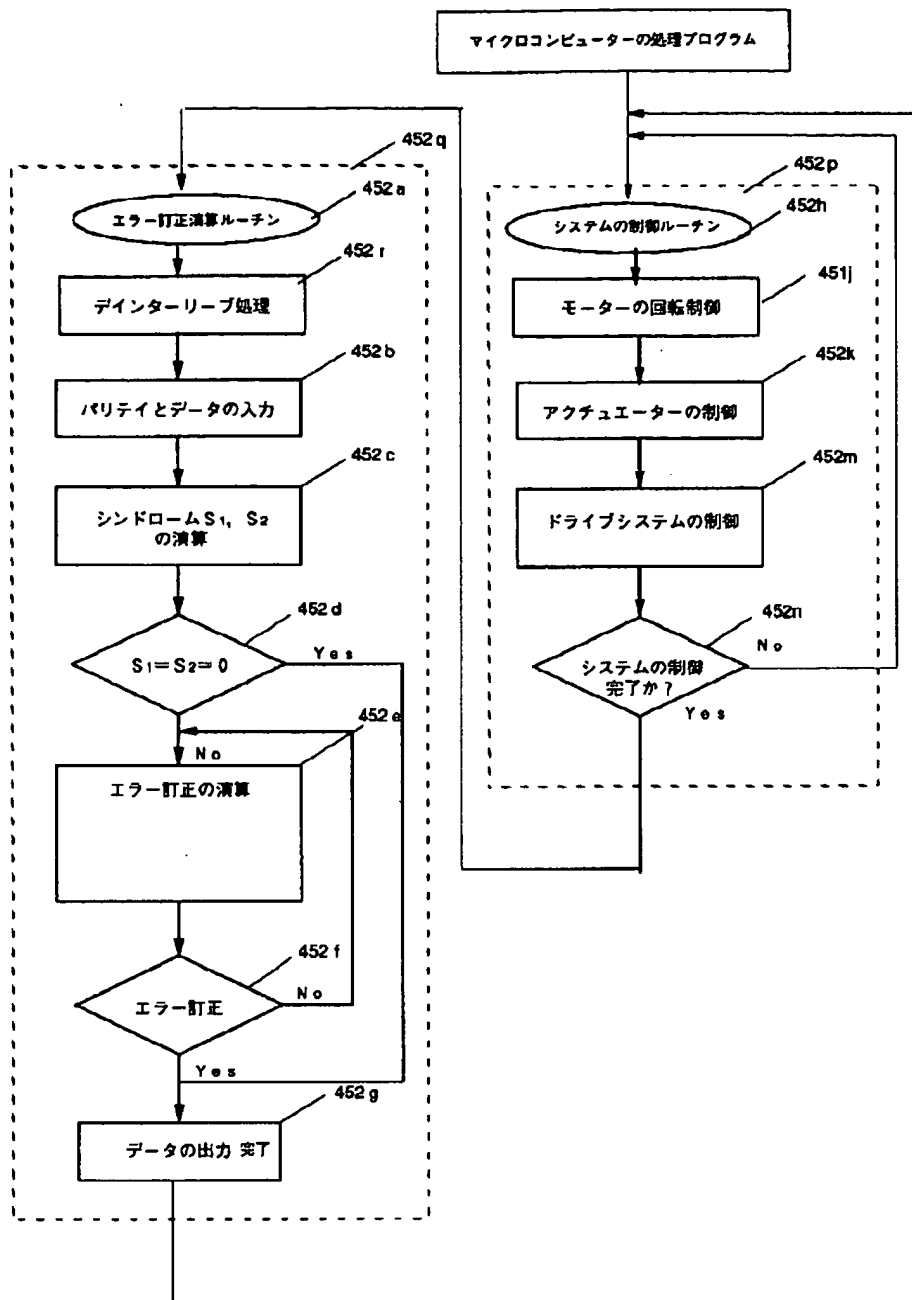 マイクロコンピューターの処理プログラム
452q
452a
エラー訂正演算ルーチン
452r
デインターリーブ処理
452b
パリテイとデータの入力
452c
シンドロームS1, S2
の演算
452d
S1=S2=0
Yes
No
452e
エラー訂正の演算
452f
エラー訂正
No
Yes
452g
データの出力 完了
452p
452h
システムの制御ルーチン
451j
モーターの回転制御
452k
アクチュエーターの制御
452m
ドライブシステムの制御
452n
システムの制御
完了か?
No
Yes